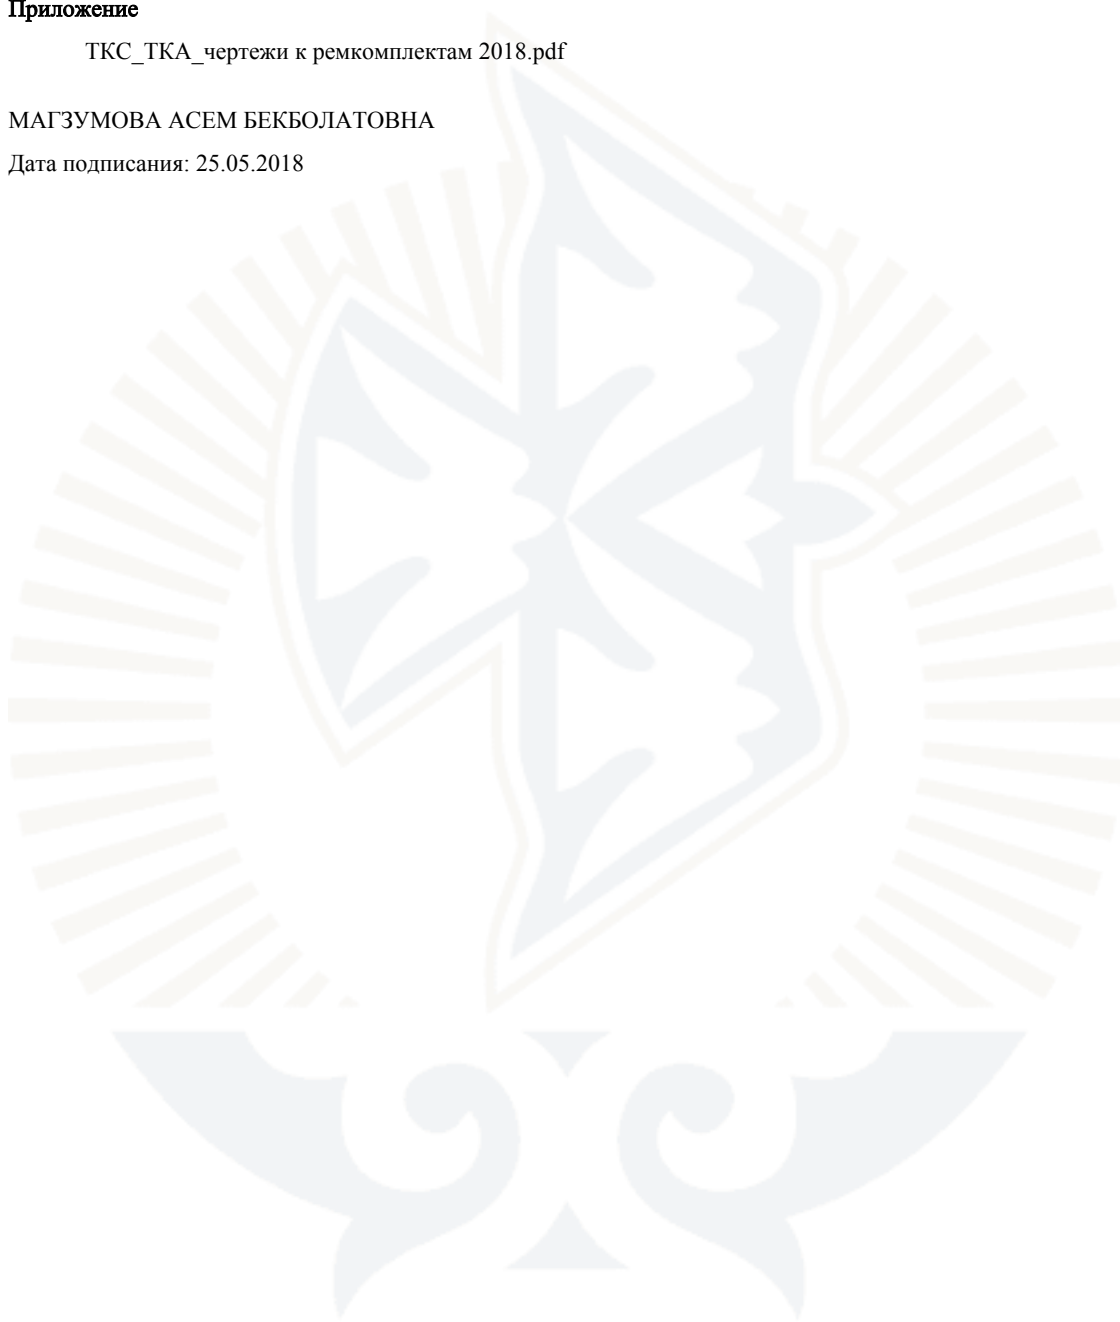 Приложение
ТКС_ТКА_чертежи к ремкомплектам 2018.pdf
МАГЗУМОВА АСЕМ БЕКБОЛАТОВНА
Дата подписания: 25.05.2018